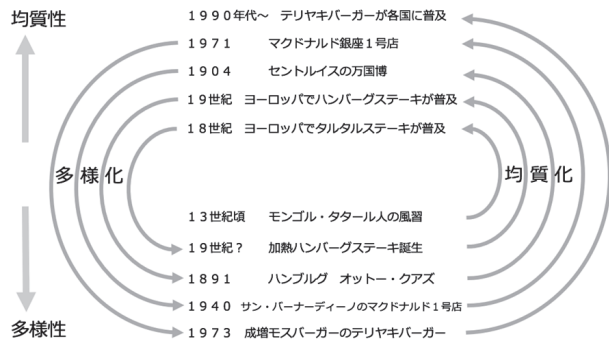 均質性
1990年代〜 テリヤキバーガーが各国に普及
1971 マクドナルド銀座1号店
1904 セントルイスの万国博
19世紀 ヨーロッパでハンバーグステーキが普及
18世紀 ヨーロッパでタルタルステーキが普及
多様化
均質化
13世紀頃 モンゴル・タタール人の風習
19世紀? 加熱ハンバーグステーキ誕生
1891 ハンブルグ オットー・クアズ
1940 サン・バーナーディーノのマクドナルド1号店
1973 成増モスバーガーのテリヤキバーガー
多様性